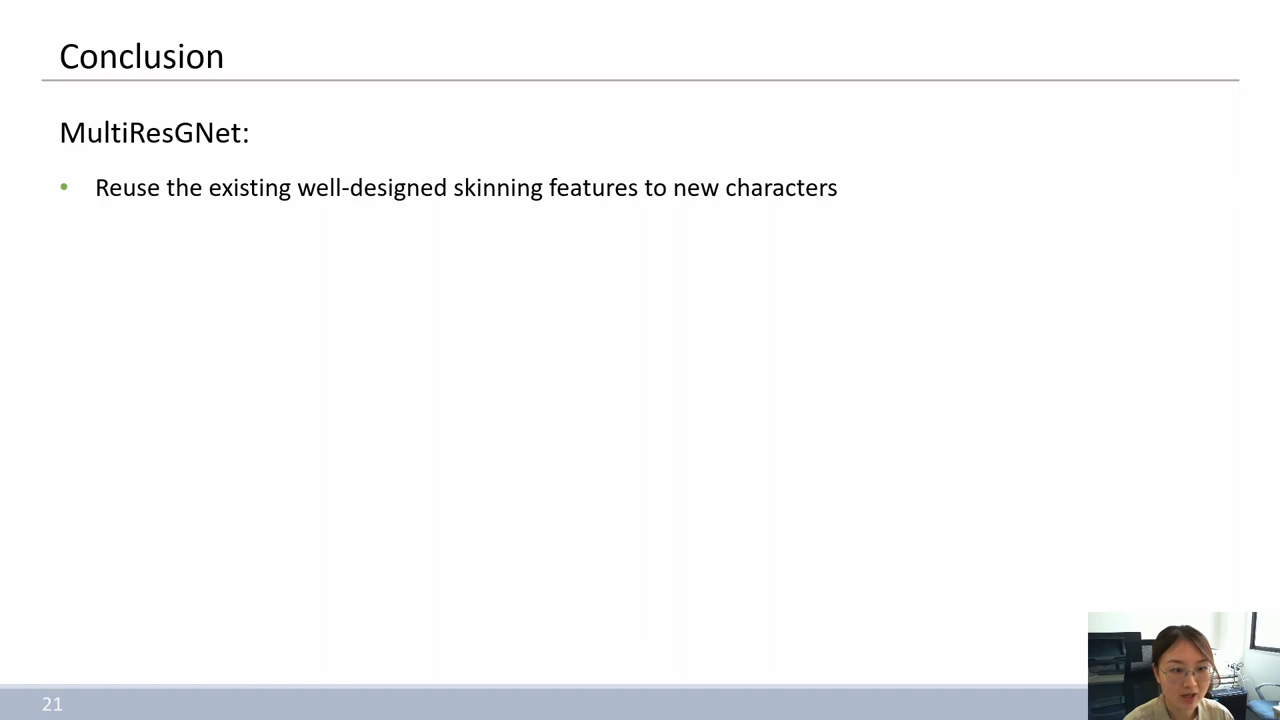 Conclusion
MultiResGNet:
• Reuse the existing well-designed skinning features to new characters
21